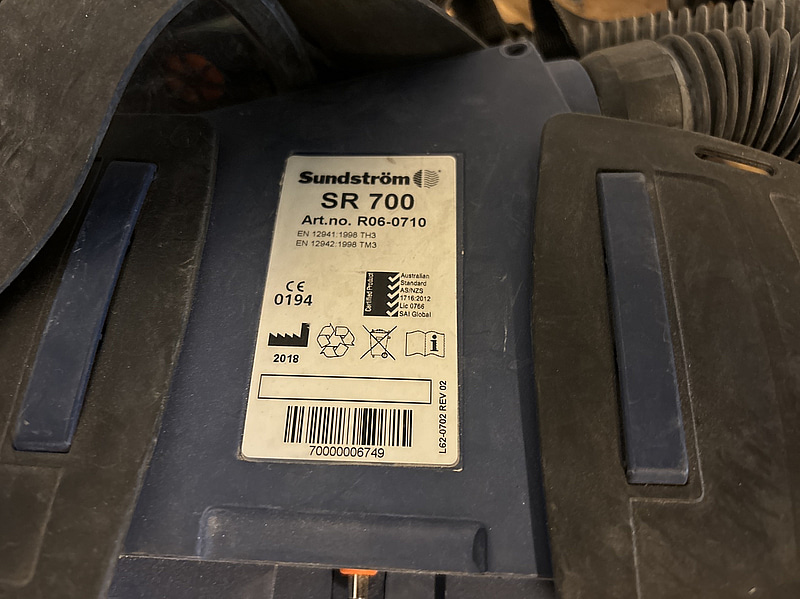 Sundström
SR 700
Art.no. R06-0710
EN 12941:1998 TH3
EN 12942:1998 TM3
CE
0194
Certified Product
Australian
Standard
AS/NZS
1716:2012
Lic 0766
SAI Global
2018
i
70000006749
L62-0702 REV 02